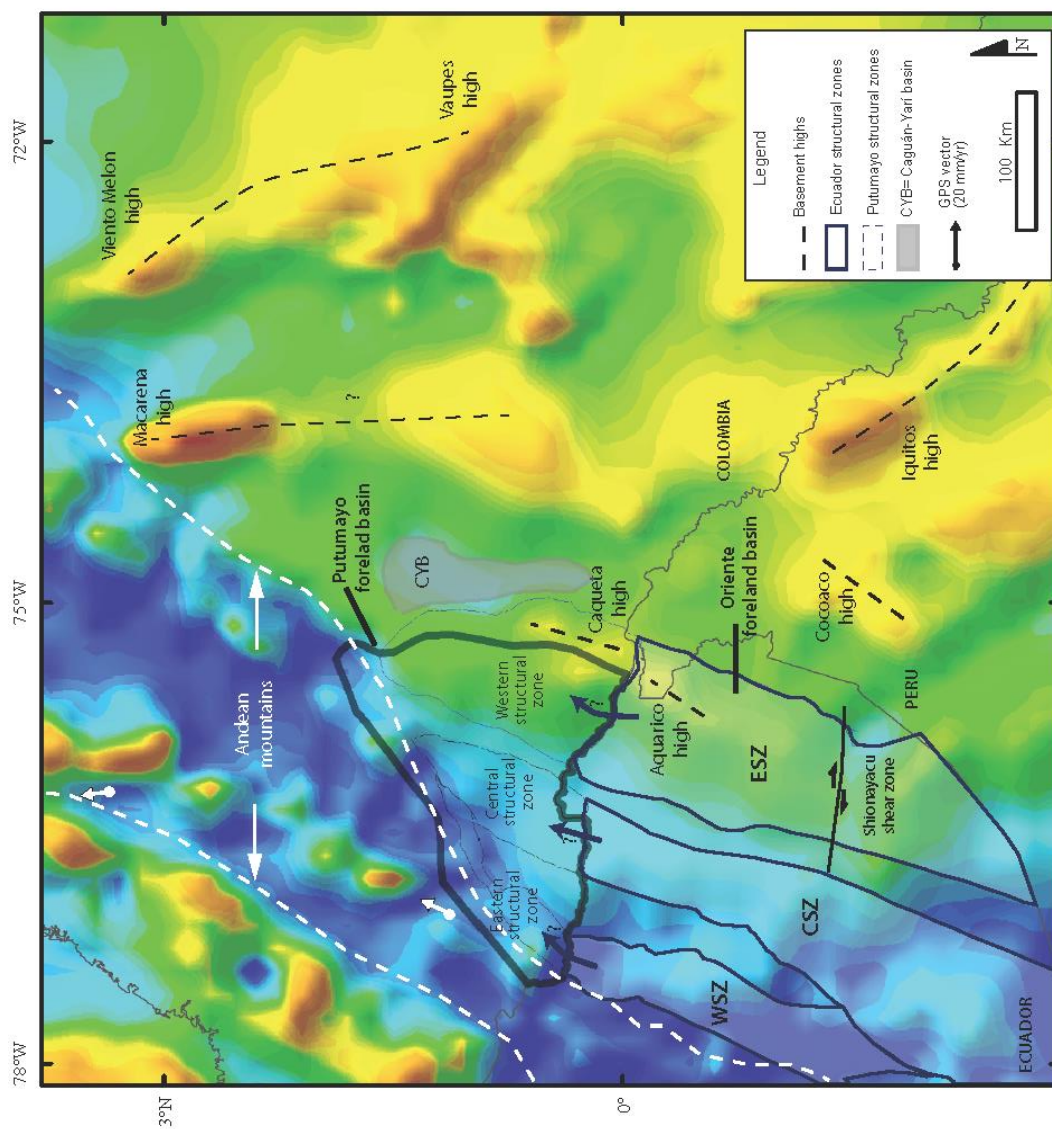 78°W
75°W
72°W
3°N
0°
Viento Melon
high
Vaupes
high
Macarena
high
?
Andean
mountains
Putumayo
forelad basin
CYB
Caqueta
high
Western structural
zone
Central structural
zone
Eastern structural
zone
?
?
?
COLOMBIA
Iquitos
high
Oriente
foreland basin
Cocoaco
high
Aquarico
high
ESZ
PERU
Shionayacu
shear zone
CSZ
WSZ
ECUADOR
Legend
Basement highs
Ecuador structural zones
Putumayo structural zones
CYB= Caguán-Yarí basin
GPS vector
(20 mm/yr)
100 Km
N